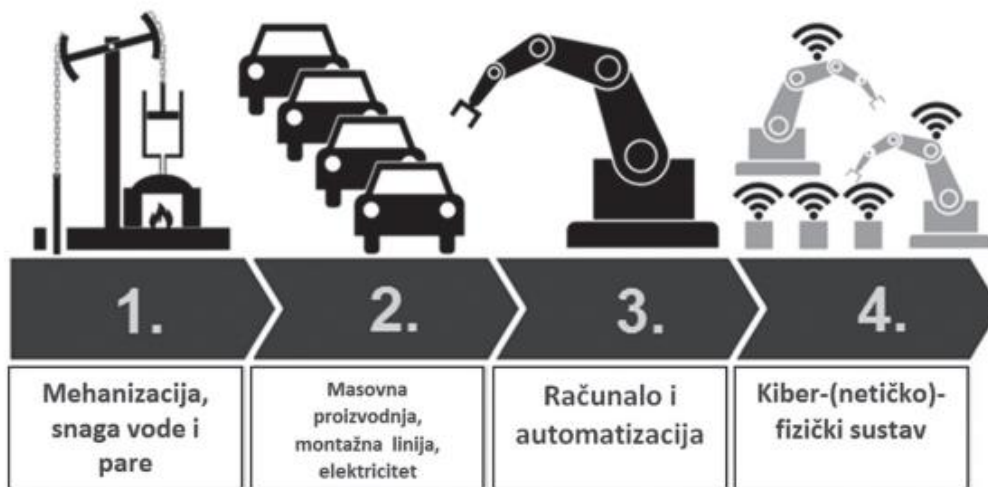 1.
2.
3.
4.
Mehanizacija,
snaga vode i
pare
Masovna
proizvodnja,
montažna linija,
elektricitet
Računalo i
automatizacija
Kiber-(netičko)-
fizički sustav